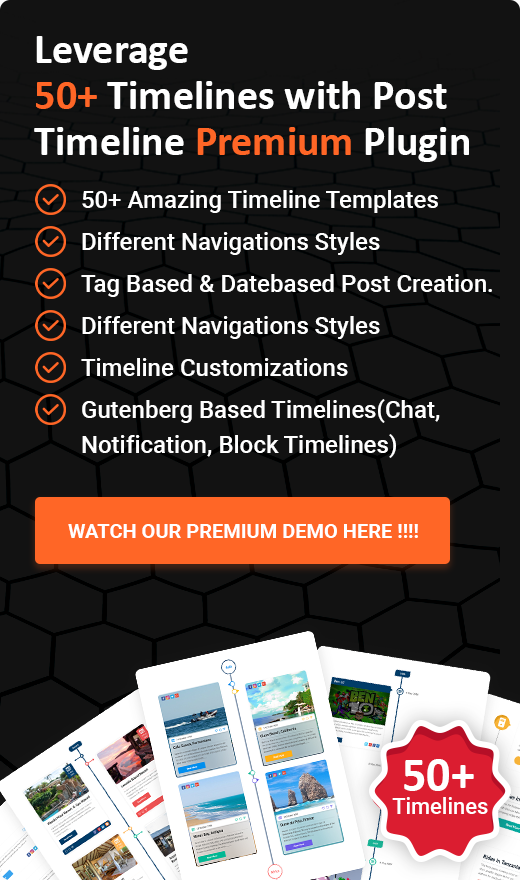 Leverage
50+ Timelines with Post
Timeline Premium Plugin
50+ Amazing Timeline Templates
Different Navigations Styles
Tag Based & Datebased Post Creation.
Different Navigations Styles
Timeline Customizations
Gutenberg Based Timelines(Chat,
Notification, Block Timelines)
WATCH OUR PREMIUM DEMO HERE !!!!
50+
Timelines